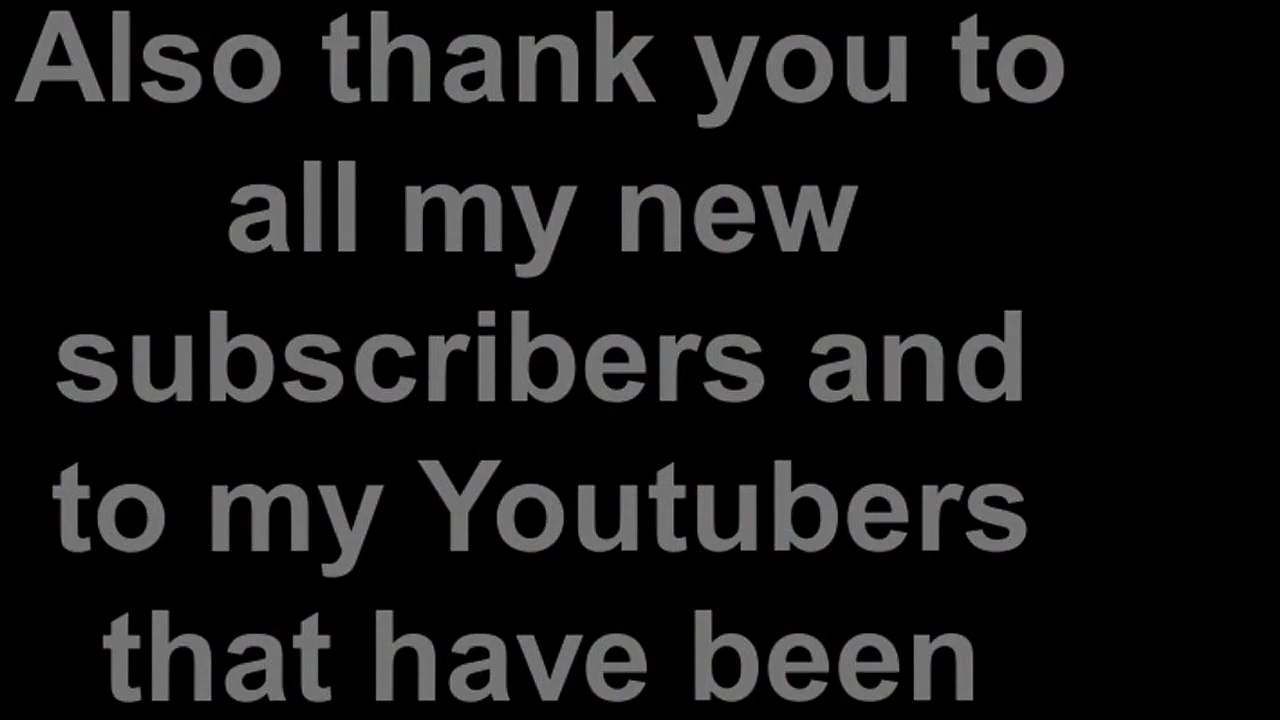 Also thank you to
all my new
subscribers and
to my Youtubers
that have been